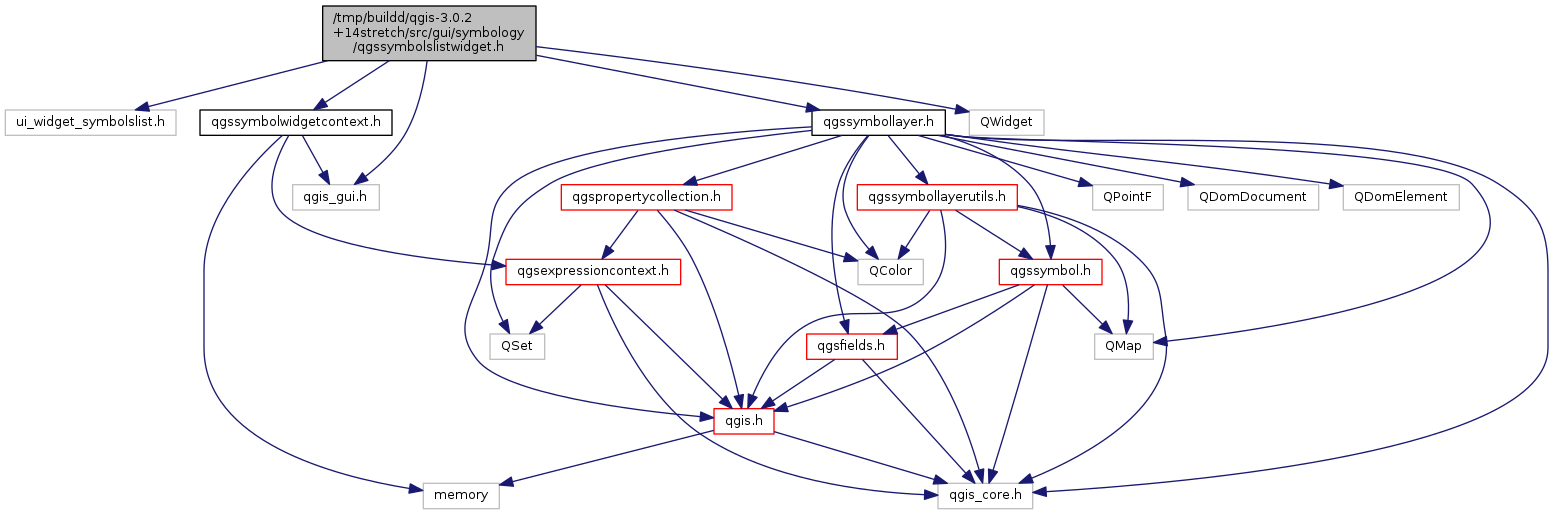 /tmp/buildd/qgis-3.0.2
+14stretch/src/gui/symbology
/qgssymbolslistwidget.h
ui_widget_symbolslist.h
qgssymbolwidgetcontext.h
qgssymbollayer.h
QWidget
qgis_gui.h
qgspropertycollection.h
qgssymbollayerutils.h
QPointF
QDomDocument
QDomElement
qgsexpressioncontext.h
QColor
qgssymbol.h
QSet
qgsfields.h
QMap
qgis.h
memory
qgis_core.h